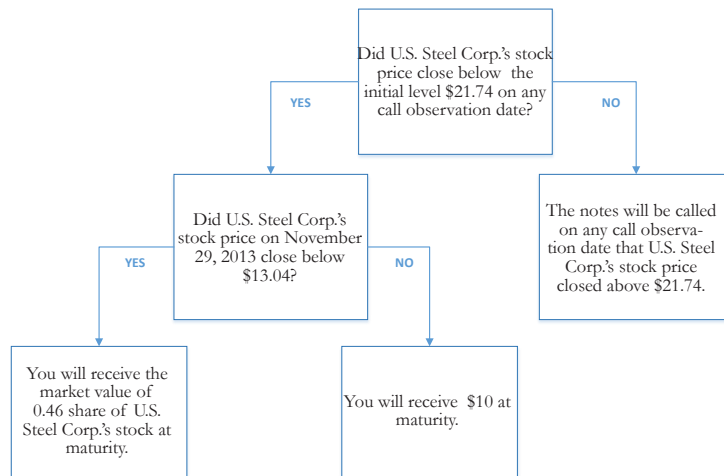 Did U.S. Steel Corp.'s stock
price close below the
initial level $21.74 on any
call observation date?
YES
NO
Did U.S. Steel Corp.'s
stock price on November
29, 2013 close below
$13.04?
The notes will be called
on any call observa-
tion date that U.S. Steel
Corp.'s stock price
closed above $21.74.
YES
NO
You will receive the
market value of
0.46 share of U.S.
Steel Corp.'s stock at
maturity.
You will receive $10 at
maturity.